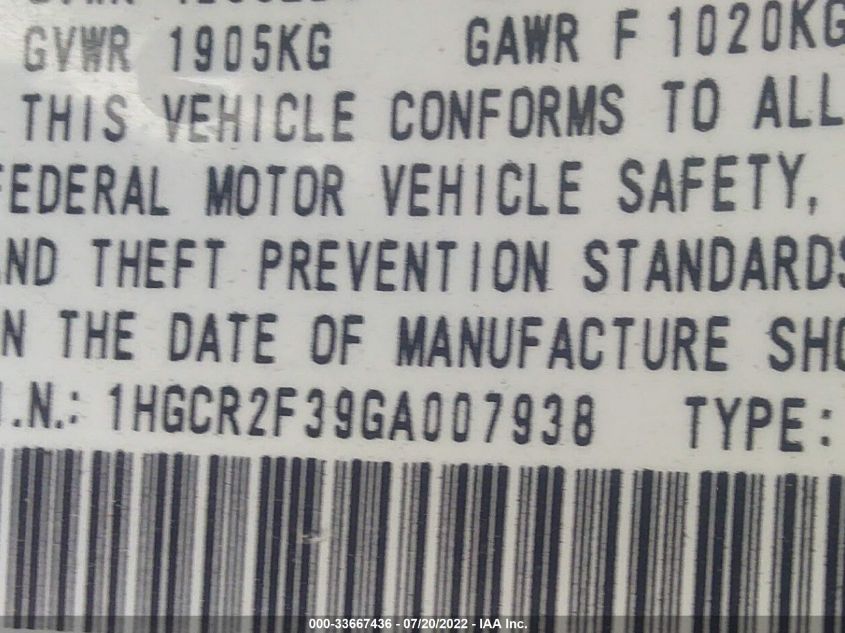 GVWR 1905KG GAWR F 1020KG
THIS VEHICLE CONFORMS TO ALL
FEDERAL MOTOR VEHICLE SAFETY,
AND THEFT PREVENTION STANDARDS
N THE DATE OF MANUFACTURE SHO
.N.: 1HGCR2F39GA007938 TYPE:
000-33667436 - 07/20/2022 - IAA Inc.